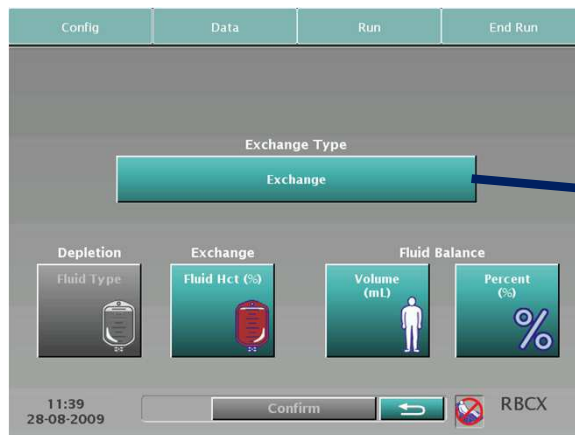 Config Data Run End Run
Exchange Type
Exchange
Depletion Exchange Fluid Balance
Fluid Type Fluid Hct (%) Volume (mL) Percent (%)
Confirm
11:39
28-08-2009
RBCX